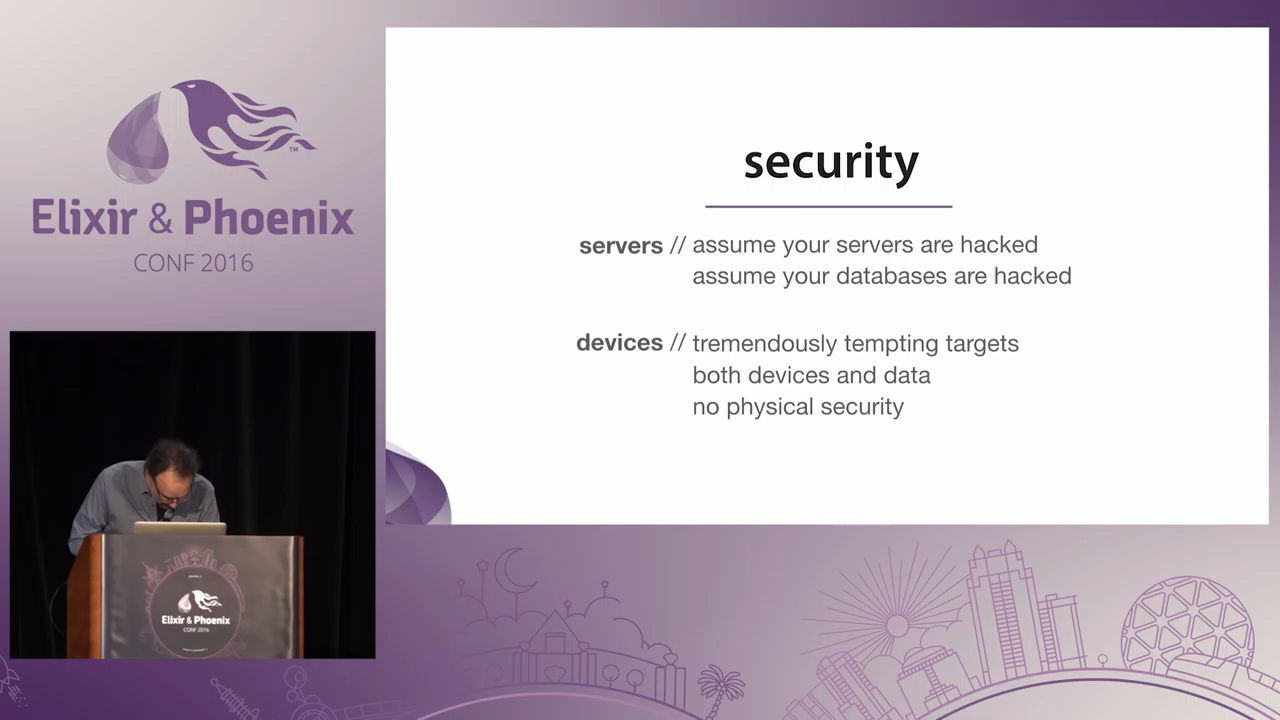 Elixir & Phoenix
TM
CONF 2016
security
servers // assume your servers are hacked
assume your databases are hacked
devices // tremendously tempting targets
both devices and data
no physical security
Elixir & Phoenix
CONF 2016